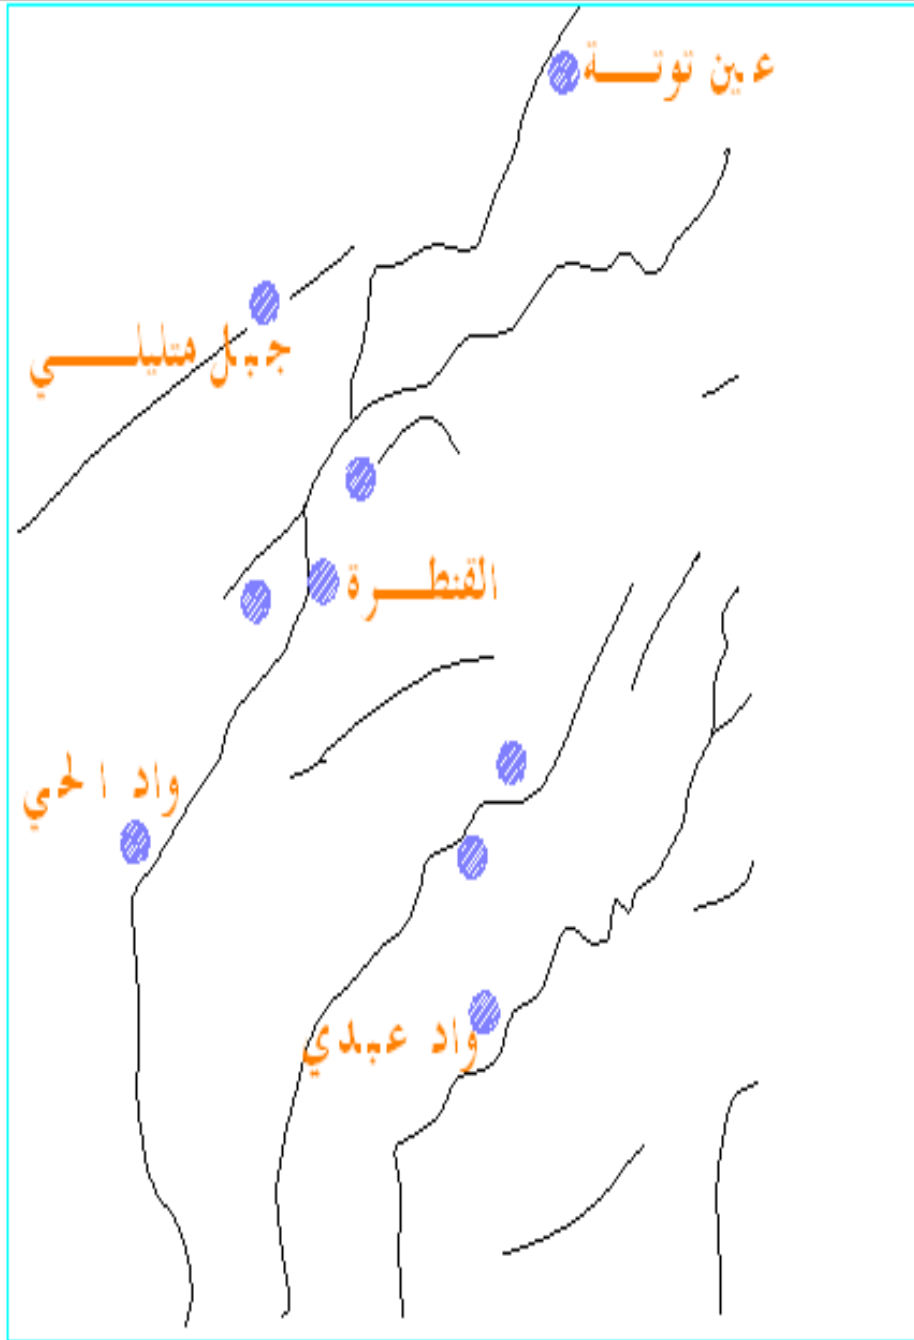 عين توتة
جبل متليلي
القنطرة
واد الحي
واد عبدي